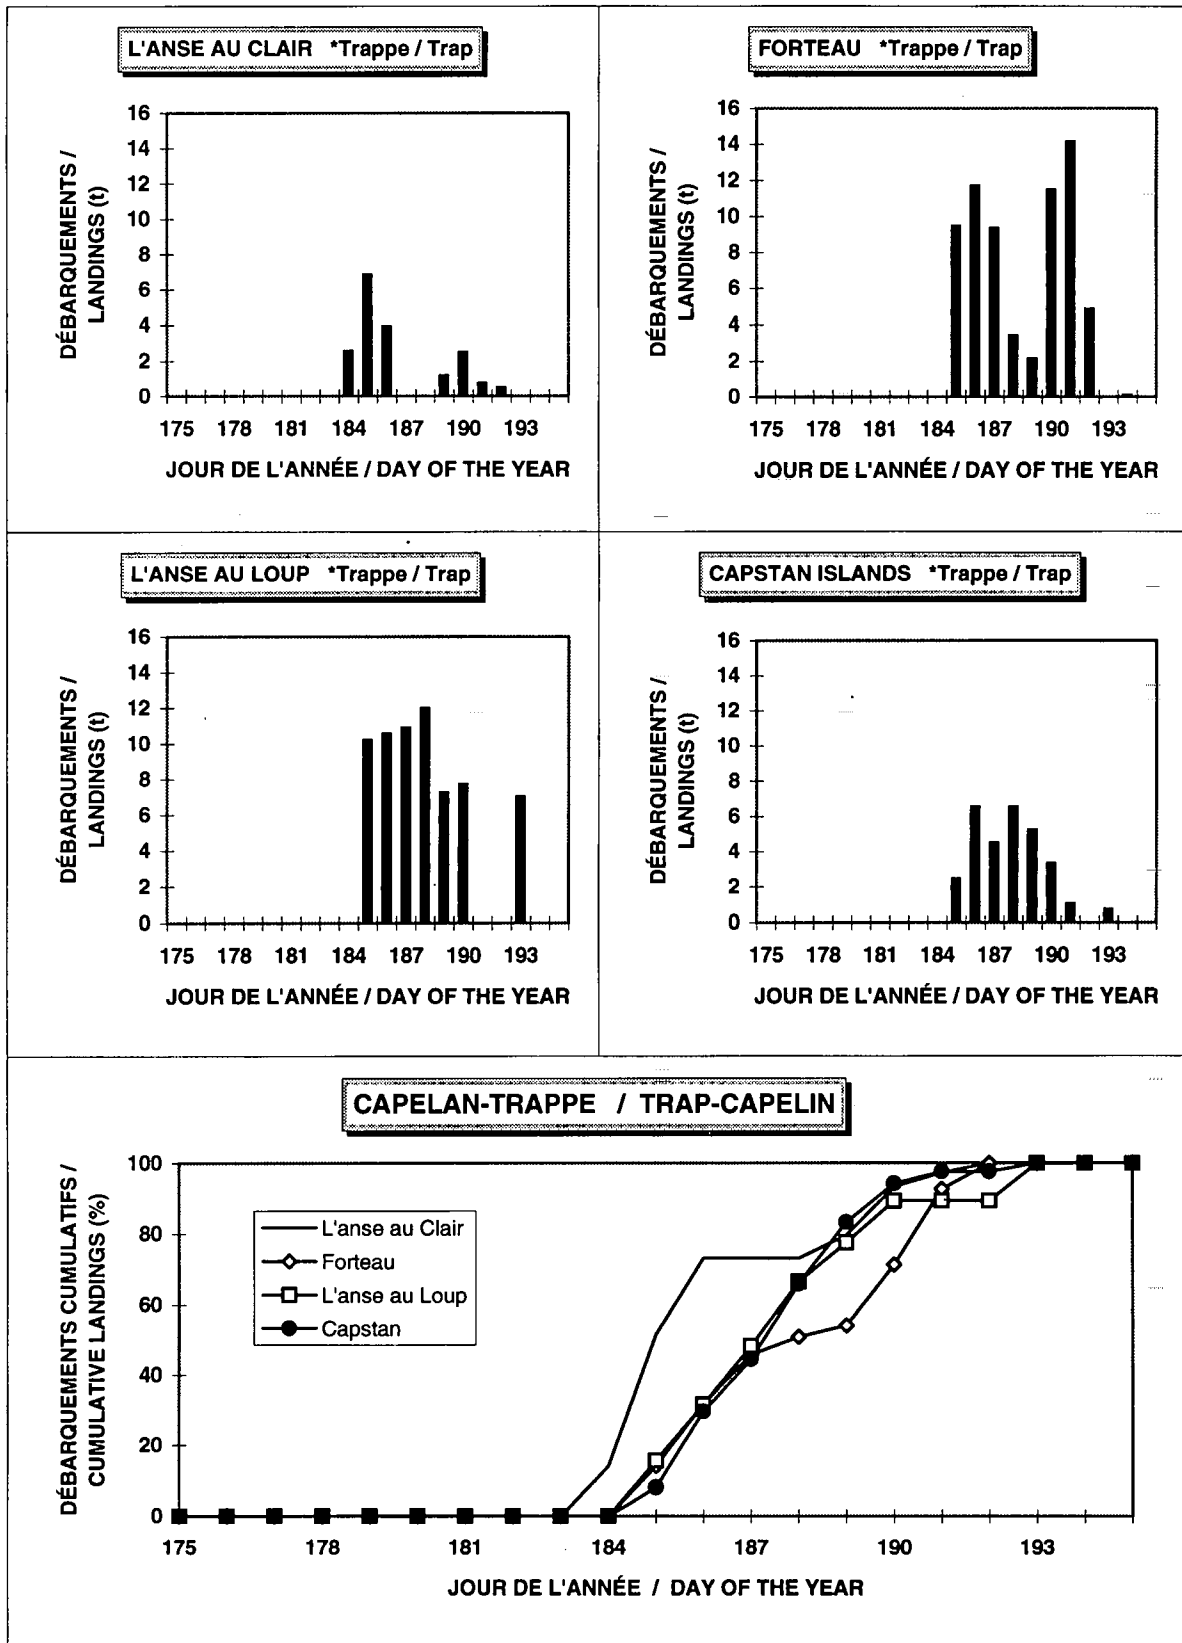 L'ANSE AU CLAIR *Trappe / Trap
DÉBARQUEMENTS /
LANDINGS (t)
16
14
12
10
8
6
4
2
0
175 178 181 184 187 190 193
JOUR DE L'ANNÉE / DAY OF THE YEAR
FORTEAU *Trappe / Trap
DÉBARQUEMENTS /
LANDINGS (t)
16
14
12
10
8
6
4
2
0
175 178 181 184 187 190 193
JOUR DE L'ANNÉE / DAY OF THE YEAR
L'ANSE AU LOUP *Trappe / Trap
DÉBARQUEMENTS /
LANDINGS (t)
16
14
12
10
8
6
4
2
0
175 178 181 184 187 190 193
JOUR DE L'ANNÉE / DAY OF THE YEAR
CAPSTAN ISLANDS *Trappe / Trap
DÉBARQUEMENTS /
LANDINGS (t)
16
14
12
10
8
6
4
2
0
175 178 181 184 187 190 193
JOUR DE L'ANNÉE / DAY OF THE YEAR
CAPELAN-TRAPPE / TRAP-CAPELIN
DÉBARQUEMENTS CUMULATIFS /
CUMULATIVE LANDINGS (%)
100
80
60
40
20
0
L'anse au Clair
Forteau
L'anse au Loup
Capstan
175 178 181 184 187 190 193
JOUR DE L'ANNÉE / DAY OF THE YEAR